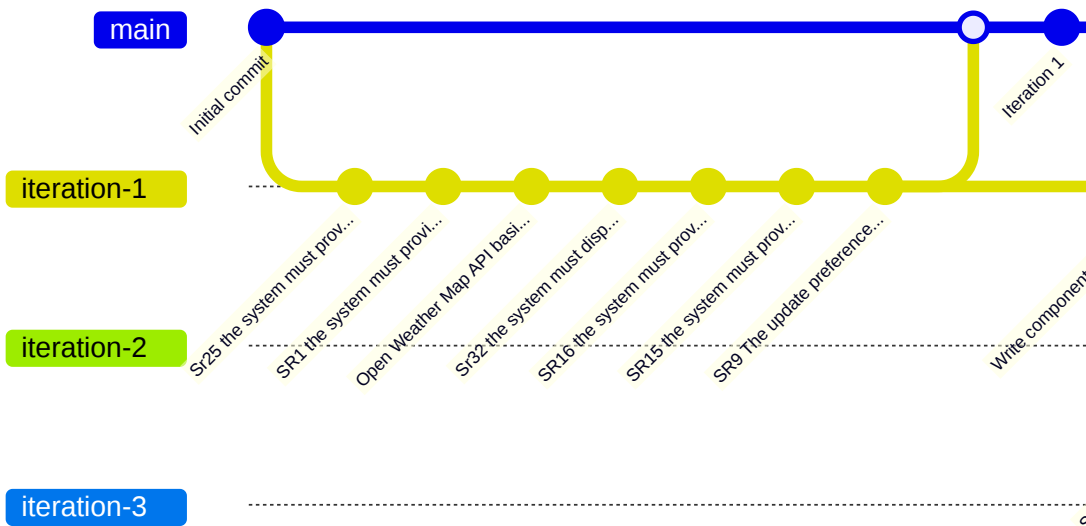 main
Initial commit
Iteration 1
iteration-1
Sr25 the system must prov...
SR1 the system must provi...
Open Weather Map API basi...
Sr32 the system must disp...
SR16 the system must prov...
SR15 the system must prov...
SR9 The update preference...
Write component
iteration-2
iteration-3